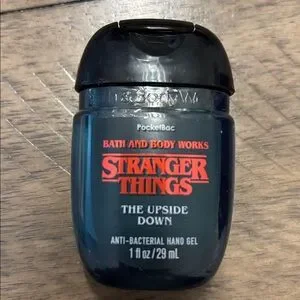 PocketBac
BATH AND BODY WORKS
STRANGER
THINGS
THE UPSIDE
DOWN
ANTI-BACTERIAL HAND GEL
1 fl oz / 29 mL